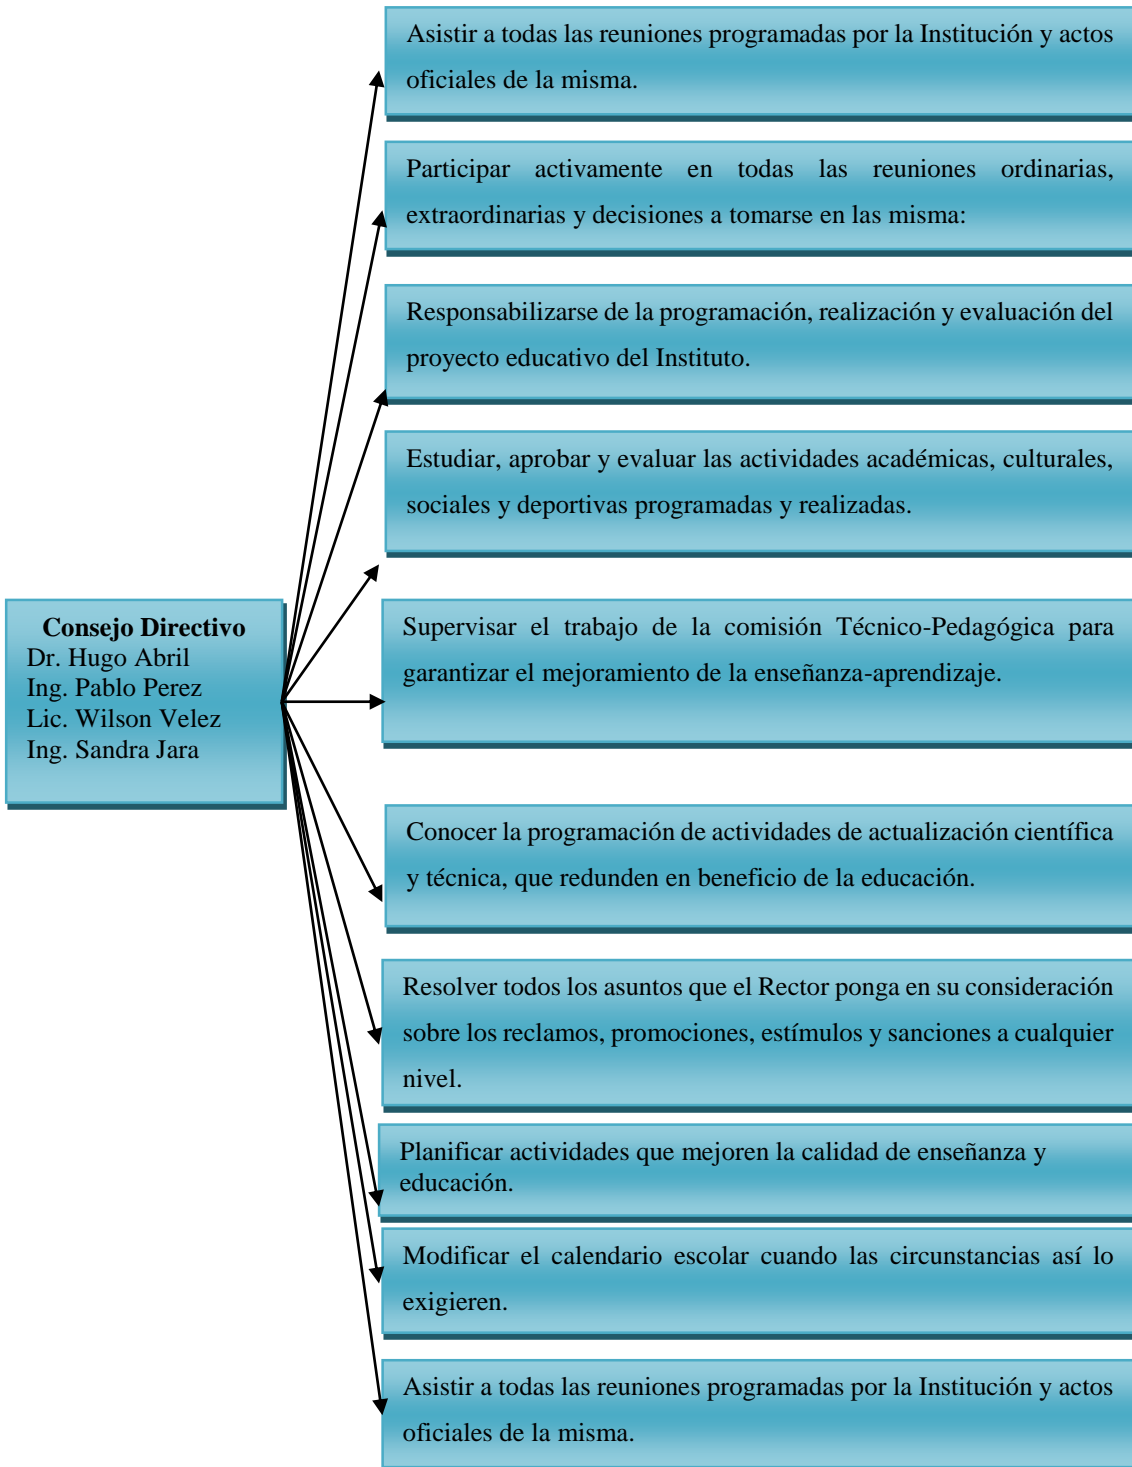 Asistir a todas las reuniones programadas por la Institución y actos
oficiales de la misma.
Participar activamente en todas las reuniones ordinarias,
extraordinarias y decisiones a tomarse en las misma:
Responsabilizarse de la programación, realización y evaluación del
proyecto educativo del Instituto.
Estudiar, aprobar y evaluar las actividades académicas, culturales,
sociales y deportivas programadas y realizadas.
Consejo Directivo
Dr. Hugo Abril
Ing. Pablo Perez
Lic. Wilson Velez
Ing. Sandra Jara
Supervisar el trabajo de la comisión Técnico-Pedagógica para
garantizar el mejoramiento de la enseñanza-aprendizaje.
Conocer la programación de actividades de actualización científica
y técnica, que redunden en beneficio de la educación.
Resolver todos los asuntos que el Rector ponga en su consideración
sobre los reclamos, promociones, estímulos y sanciones a cualquier
nivel.
Planificar actividades que mejoren la calidad de enseñanza y
educación.
Modificar el calendario escolar cuando las circunstancias así lo
exigieren.
Asistir a todas las reuniones programadas por la Institución y actos
oficiales de la misma.